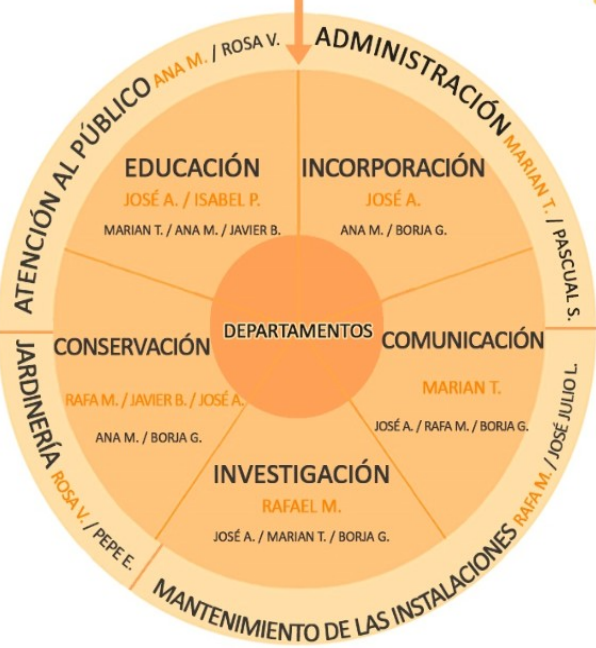 ATENCIÓN AL PÚBLICO ANA M. / ROSA V.
ADMINISTRACIÓN MARIAN T. / PASCUAL S.
EDUCACIÓN
JOSÉ A. / ISABEL P.
MARIAN T. / ANA M. / JAVIER B.
INCORPORACIÓN
JOSÉ A.
ANA M. / BORJA G.
DEPARTAMENTOS
CONSERVACIÓN
RAFA M. / JAVIER B. / JOSÉ A.
ANA M. / BORJA G.
COMUNICACIÓN
MARIAN T.
JOSÉ A. / RAFA M. / BORJA G.
INVESTIGACIÓN
RAFAEL M.
JOSÉ A. / MARIAN T. / BORJA G.
JARDINERÍA ROSA V. / PEPE E.
MANTENIMIENTO DE LAS INSTALACIONES RAFA M. / JOSÉ JULIO L.